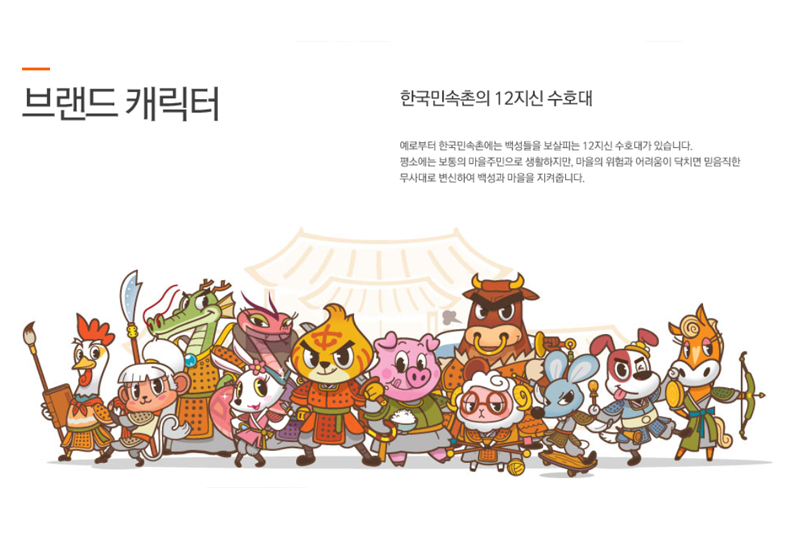 브랜드 캐릭터
한국민속촌의 12지신 수호대
예로부터 한국민속촌에는 백성들을 보살피는 12지신 수호대가 있습니다.
평소에는 보통의 마을주민으로 생활하지만, 마을의 위험과 어려움이 닥치면 믿음직한
무사대로 변신하여 백성과 마을을 지켜줍니다.